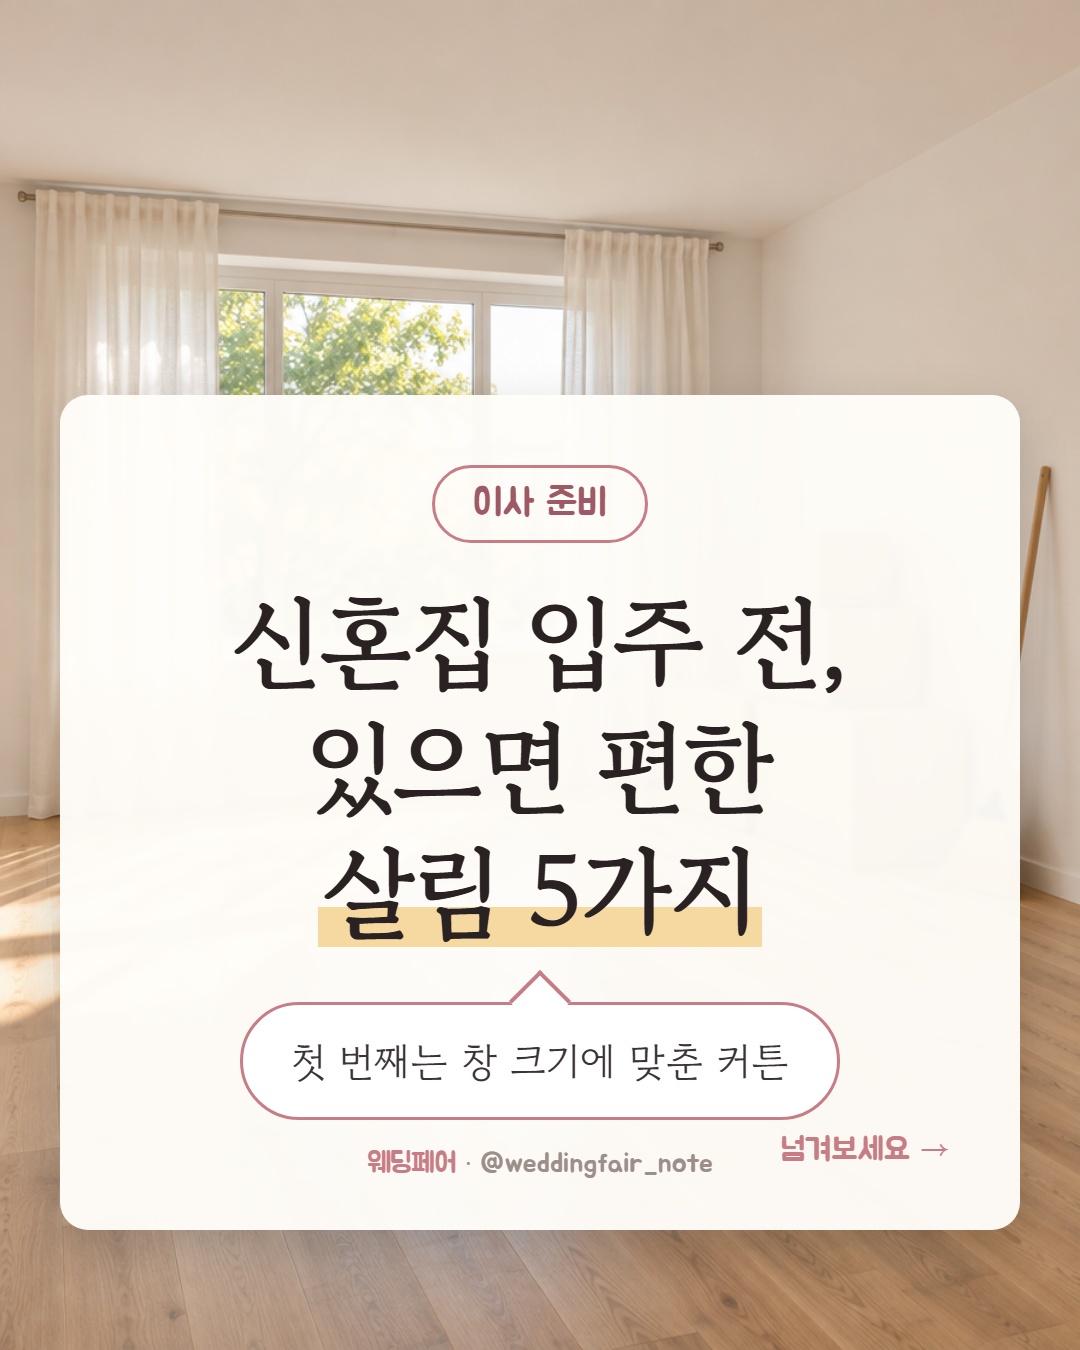 이사 준비
신혼집 입주 전,
있으면 편한
살림 5가지
첫 번째는 창 크기에 맞춘 커튼
넘겨보세요 →
웨딩페어 · @weddingfair_note